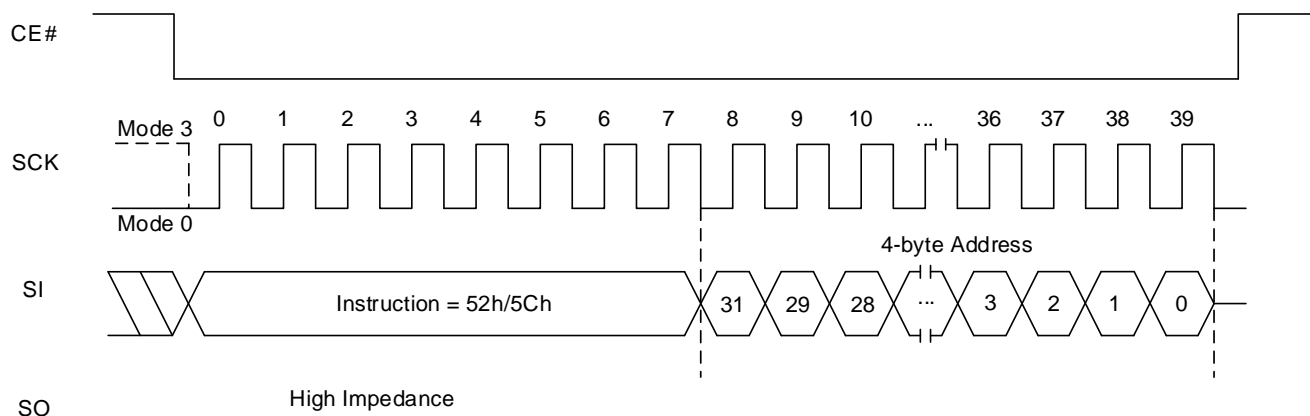 CE#
0 1 2 3 4 5 6 7 8 9 10 ... 36 37 38 39
Mode 3
SCK
Mode 0
4-byte Address
SI
Instruction = 52h/5Ch
31 29 28 ... 3 2 1 0
High Impedance
SO